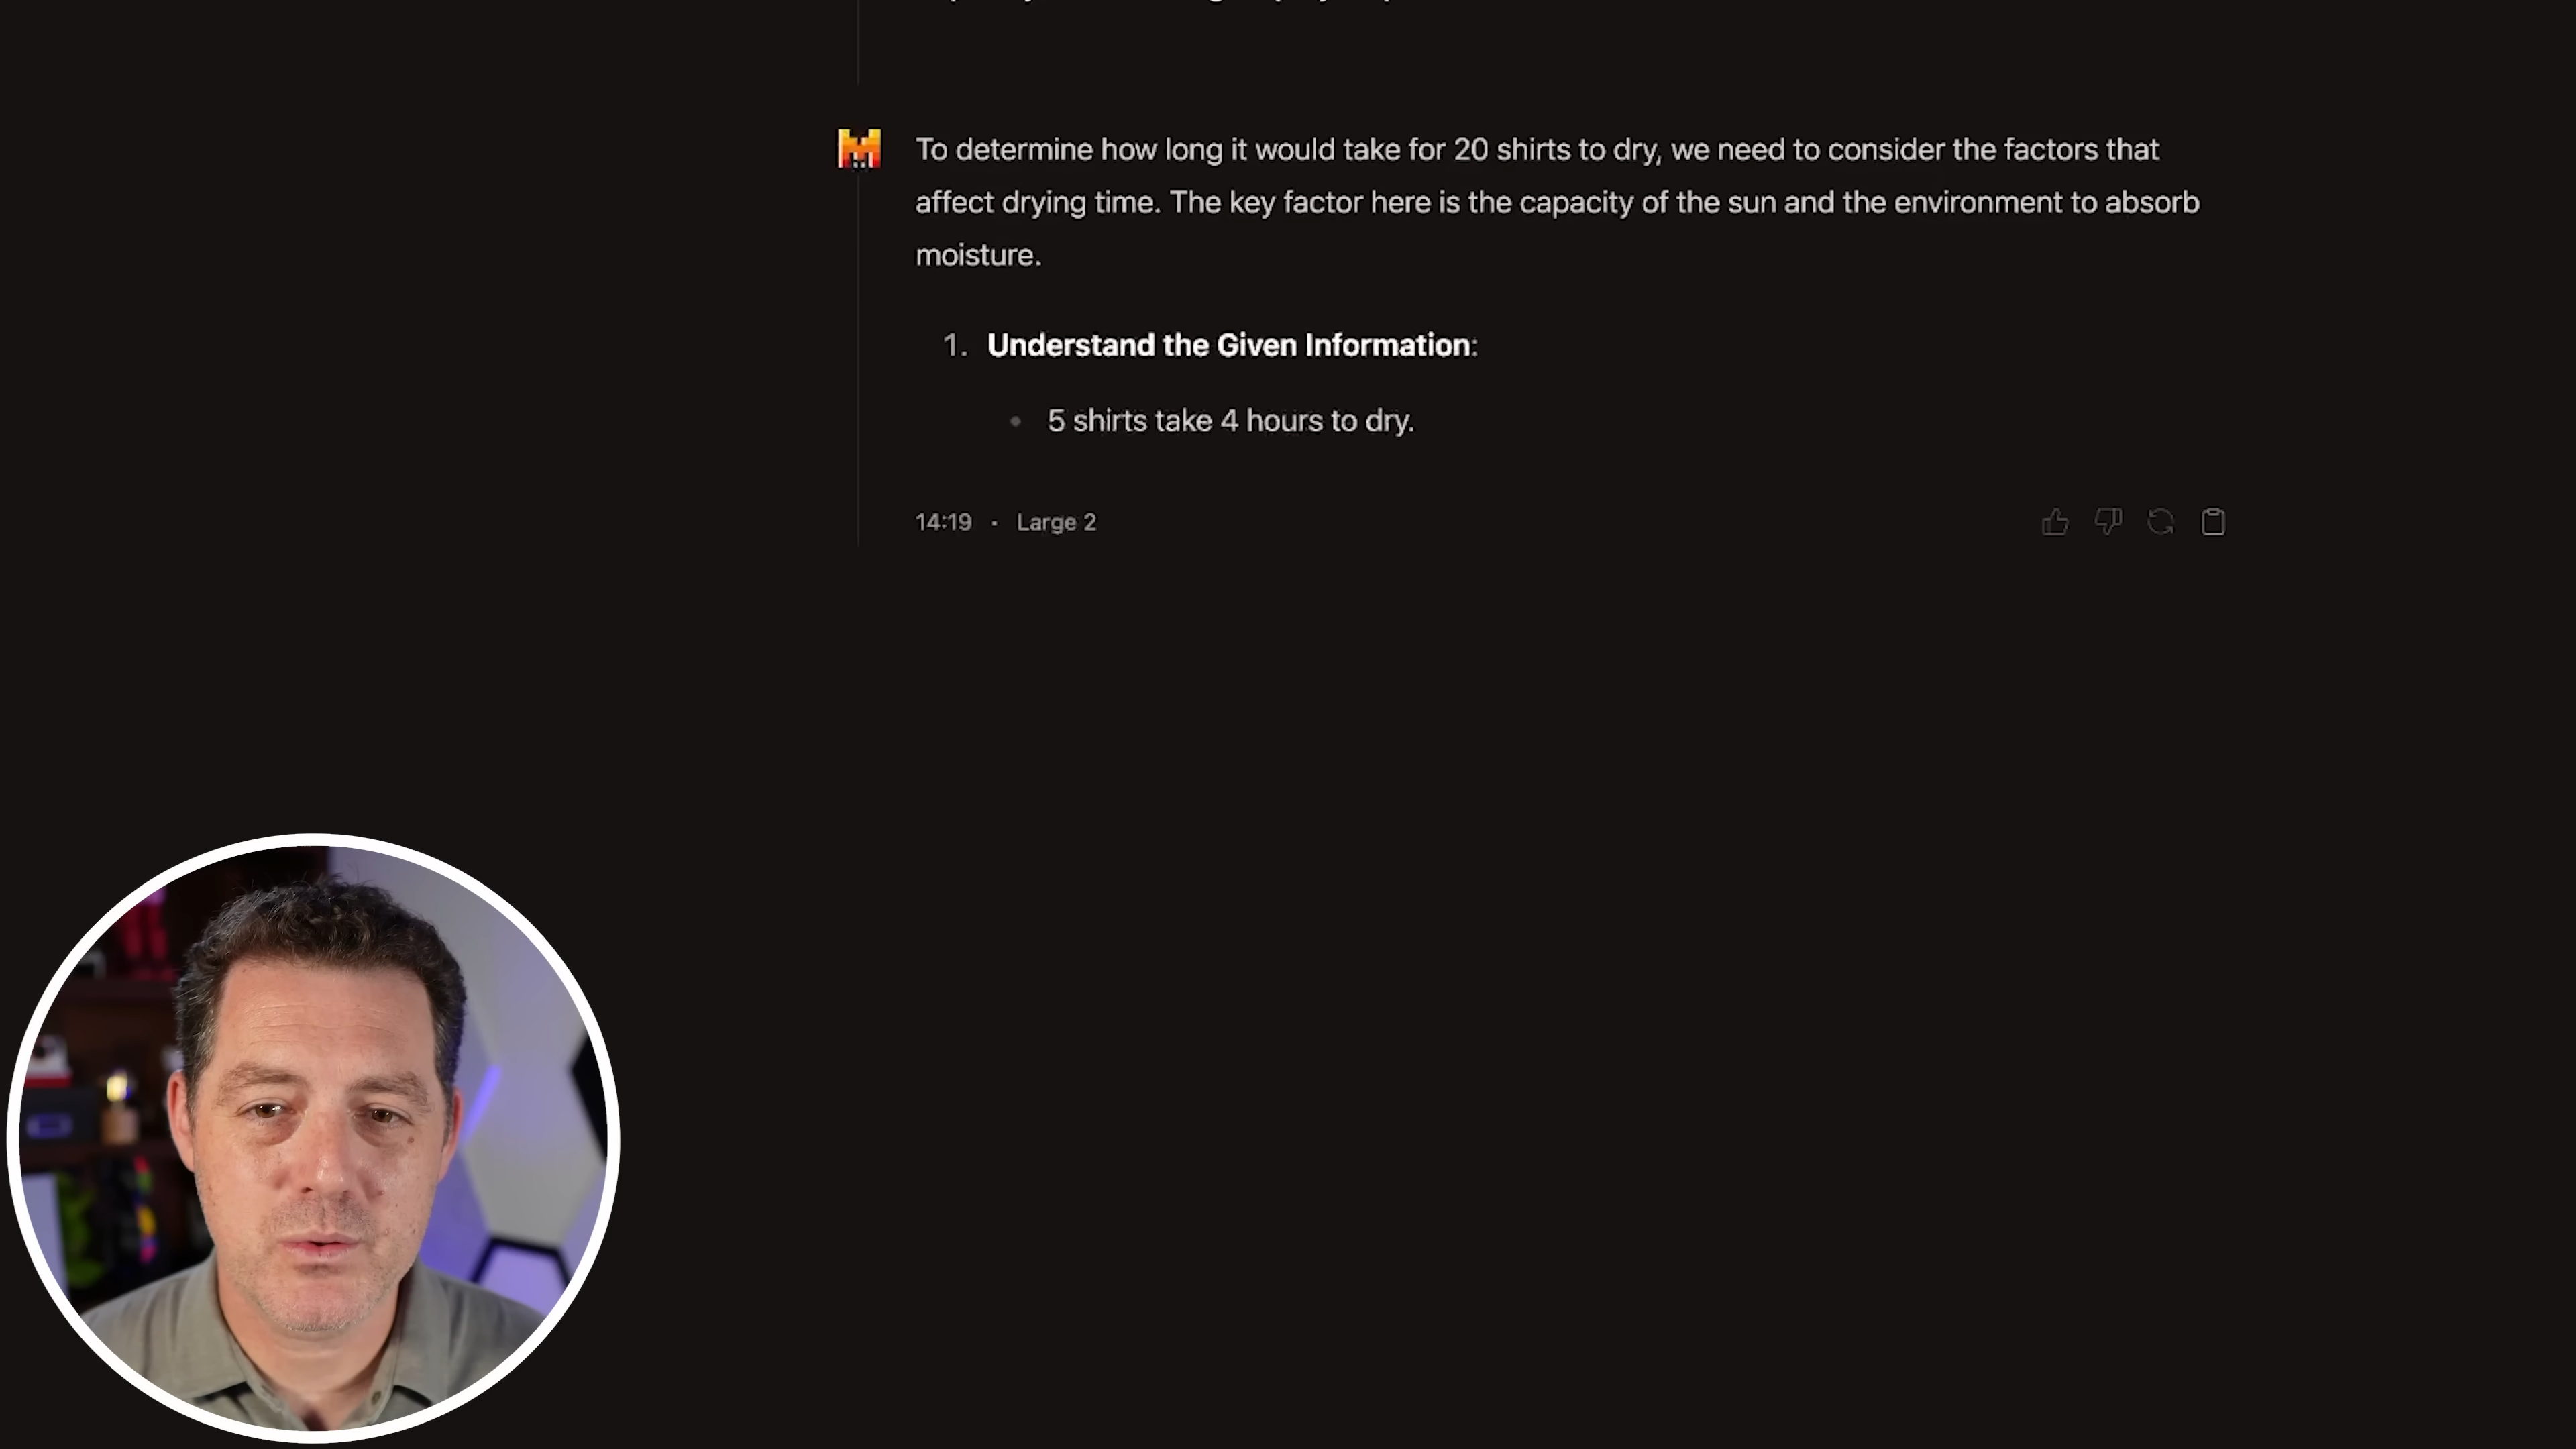 To determine how long it would take for 20 shirts to dry, we need to consider the factors that
affect drying time. The key factor here is the capacity of the sun and the environment to absorb
moisture.
1. Understand the Given Information:
5 shirts take 4 hours to dry.
14:19 · Large 2